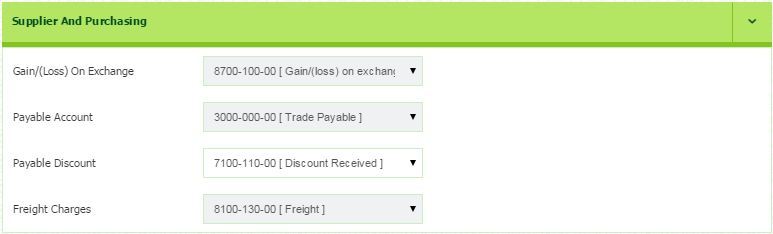 Supplier And Purchasing
Gain/(Loss) On Exchange 8700-100-00 [ Gain/(loss) on exchang
Payable Account 3000-000-00 [ Trade Payable ]
Payable Discount 7100-110-00 [ Discount Received ]
Freight Charges 8100-130-00 [ Freight ]